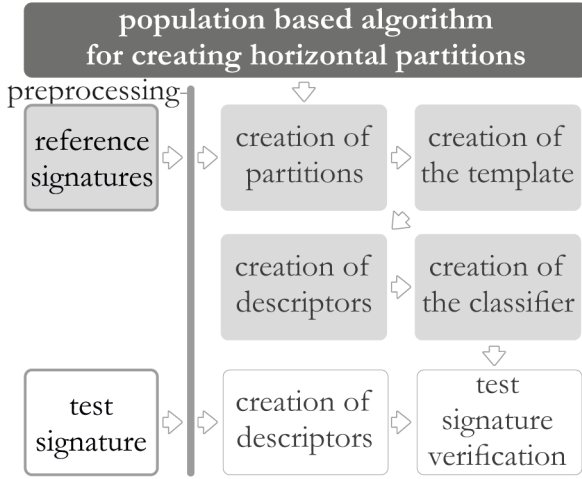 population based algorithm
for creating horizontal partitions
preprocessing
reference
signatures
creation of
partitions
creation of
the template
creation of
descriptors
creation of
the classifier
test
signature
creation of
descriptors
test
signature
verification